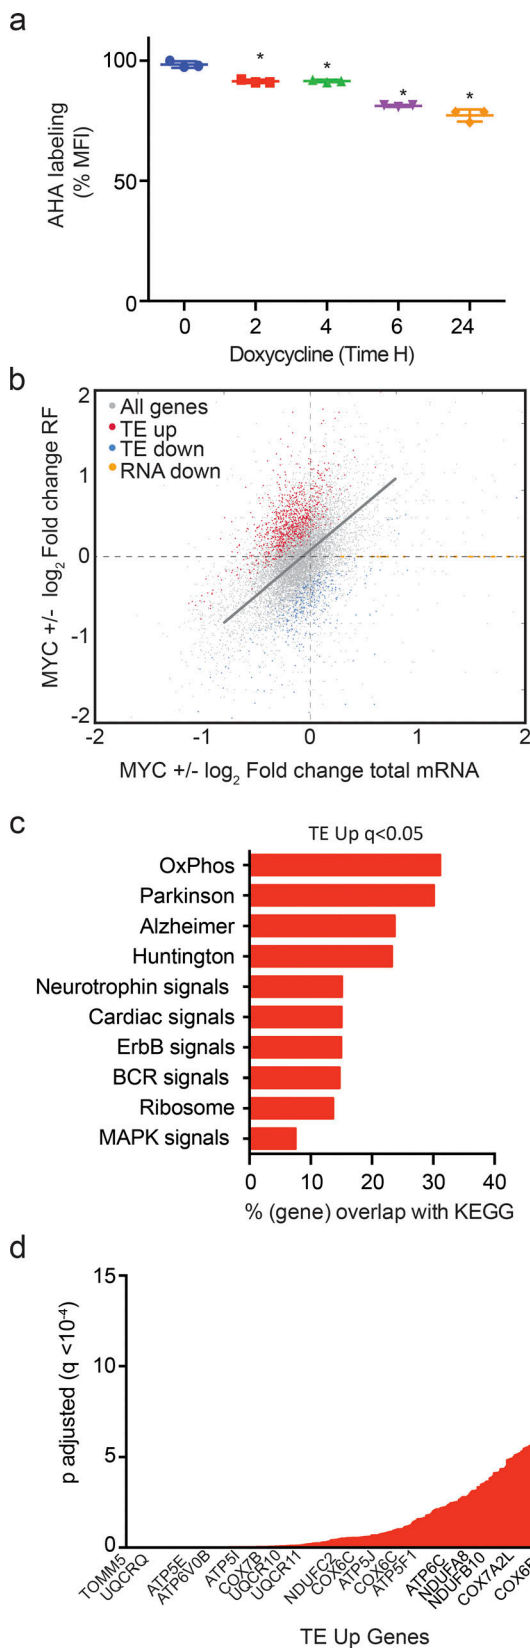 a
AHA labeling
(% MFI)
100
50
0
*
*
*
*
0 2 4 6 24
Doxycycline (Time H)
b
MYC +/- log2 Fold change RF
2
1
0
-1
-2
All genes
TE up
TE down
RNA down
-2 -1 0 1 2
MYC +/- log2 Fold change total mRNA
c
TE Up q<0.05
OxPhos
Parkinson
Alzheimer
Huntington
Neurotrophin signals
Cardiac signals
ErbB signals
BCR signals
Ribosome
MAPK signals
0 10 20 30 40
% (gene) overlap with KEGG
d
p adjusted (q <10-4)
15
10
5
0
TOMM5
UQCRQ
ATP5E
ATP6V0B
ATP5I
COX7B
UQCR10
UQCR11
NDUFC2
COX6C
ATP5J
COX6C
ATP5F1
ATP6C
NDUFA8
NDUFB10
COX7A2L
TE Up Genes